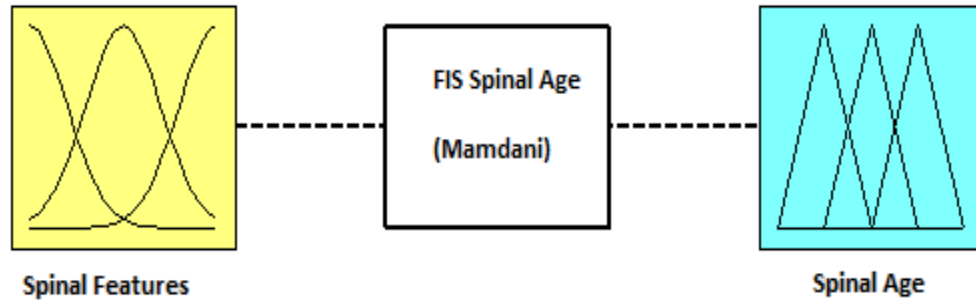 FIS Spinal Age
(Mamdani)
Spinal Features
Spinal Age